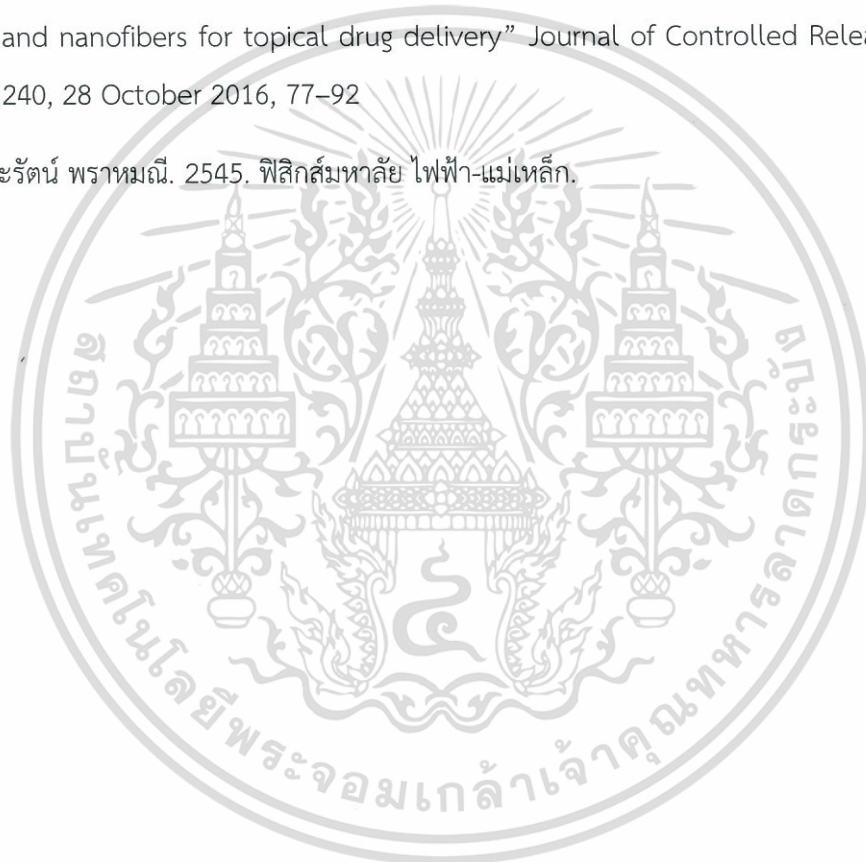 and nanofibers for topical drug delivery” Journal of Controlled Relea
240, 28 October 2016, 77–92
ะรัตน์ พราหมณี. 2545. ฟิสิกส์มหาลัย ไฟฟ้า-แม่เหล็ก.
สถาบันเทคโนโลยีพระจอมเกล้าเจ้าคุณทหารลาดกระบัง
๔